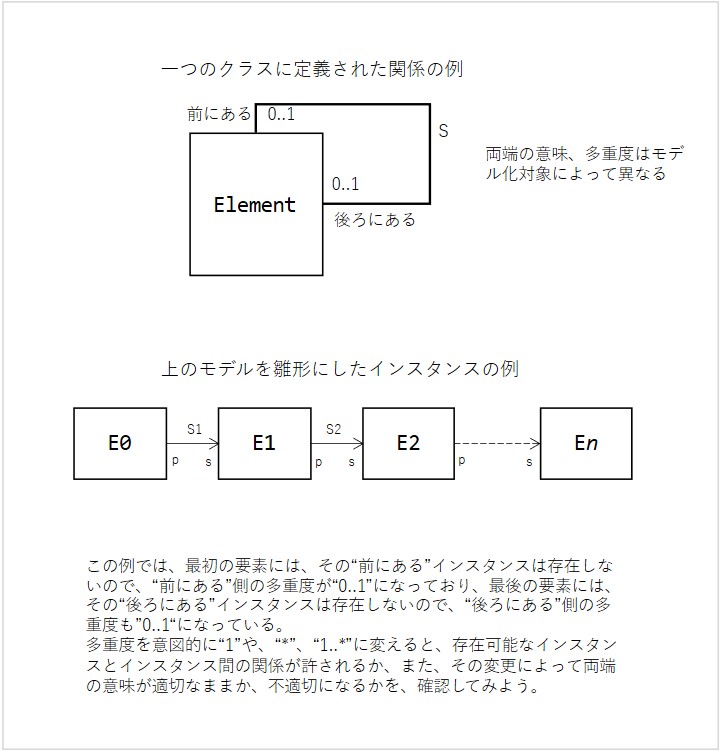 一つのクラスに定義された関係の例
前にある
0..1
S
両端の意味、多重度はモデ
ル化対象によって異なる
0..1
Element
後ろにある
上のモデルを雛形にしたインスタンスの例
E0
S1
p
s
E1
S2
p
s
E2
p
s
En
この例では、最初の要素には、その“前にある”インスタンスは存在しな
いので、“前にある”側の多重度が“0..1”になっており、最後の要素には、
その“後ろにある”インスタンスは存在しないので、“後ろにある”側の多
重度も”0..1“になっている。
多重度を意図的に“1”や、“*”、“1..*”に変えると、存在可能なインスタン
スとインスタンス間の関係が許されるか、また、その変更によって両端
の意味が適切なままか、不適切になるかを、確認してみよう。